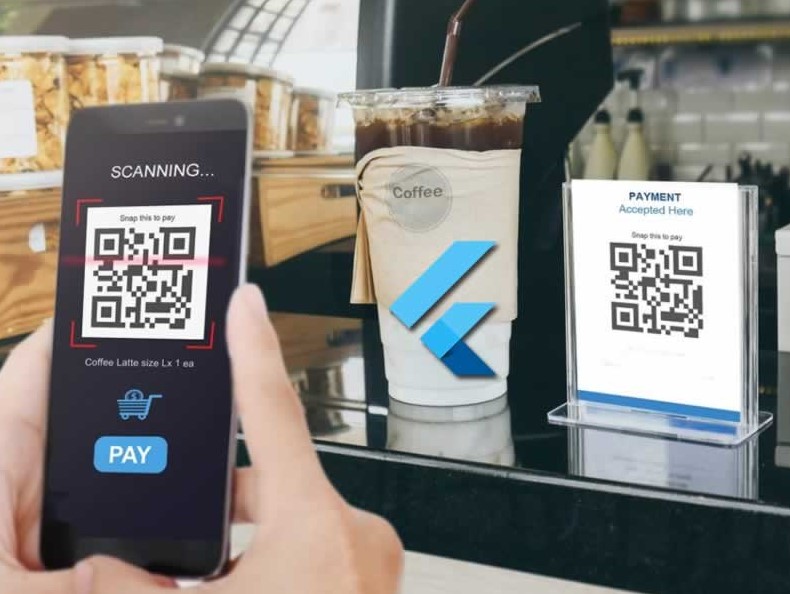 SCANNING...
Snap this to pay
Coffee Latte size Lx 1 ea
PAY
Coffee
PAYMENT
Accepted Here
Snap this to pay